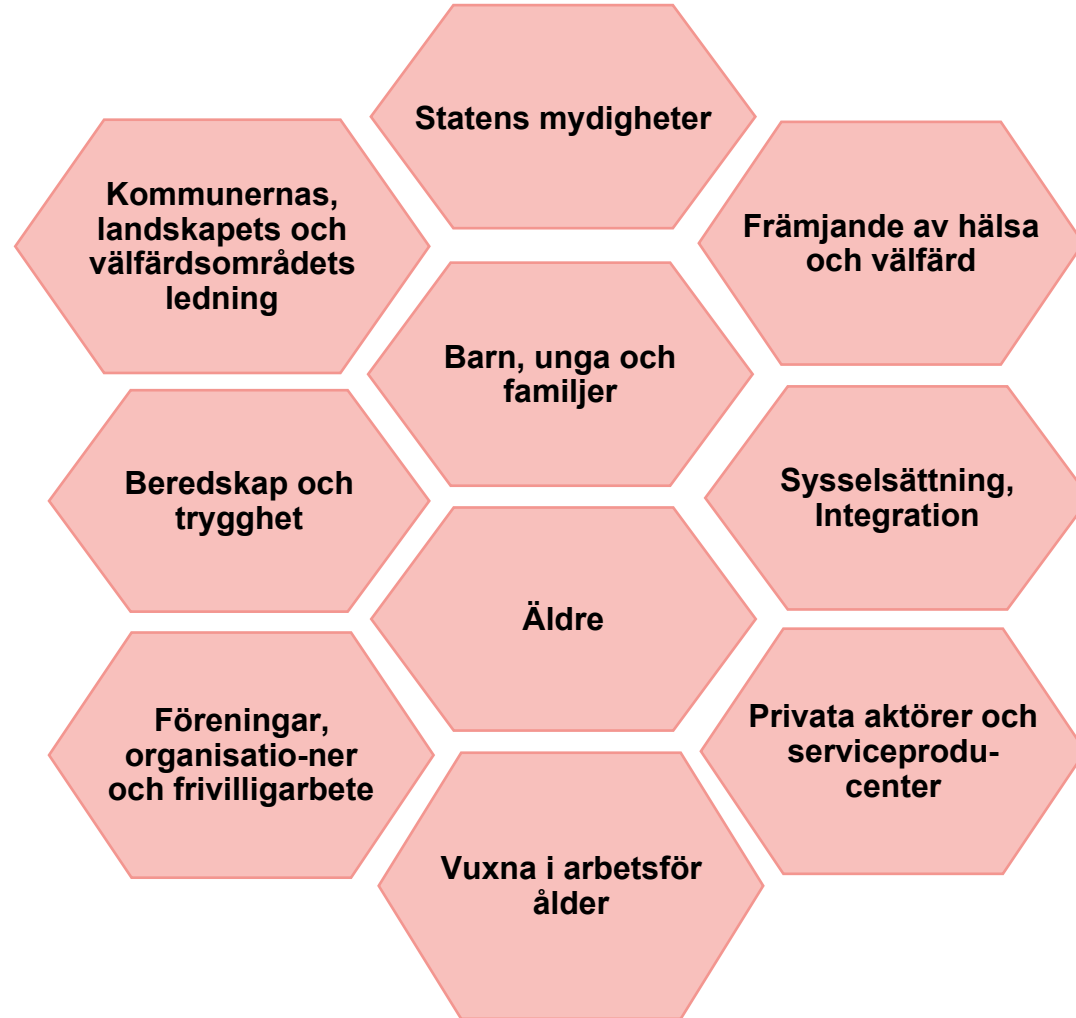 Statens mydigheter
Kommunernas,
landskapets och
välfärdsområdets
ledning
Främjande av hälsa
och välfärd
Barn, unga och
familjer
Beredskap och
trygghet
Sysselsättning,
Integration
Äldre
Föreningar,
organisatio-ner
och frivilligarbete
Privata aktörer och
serviceprodu-
center
Vuxna i arbetsför
ålder